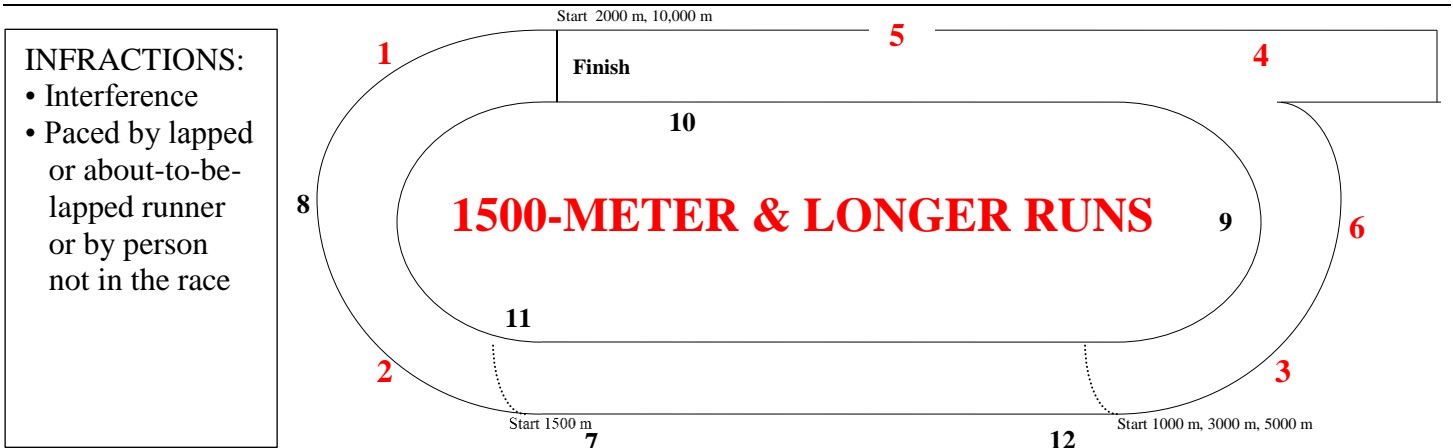 Start 2000 m, 10,000 m
INFRACTIONS:
• Interference
• Paced by lapped
or about-to-be-
lapped runner
or by person
not in the race
1
5
4
Finish
10
8
1500-METER & LONGER RUNS
9
6
11
2
3
Start 1500 m
7
12
Start 1000 m, 3000 m, 5000 m